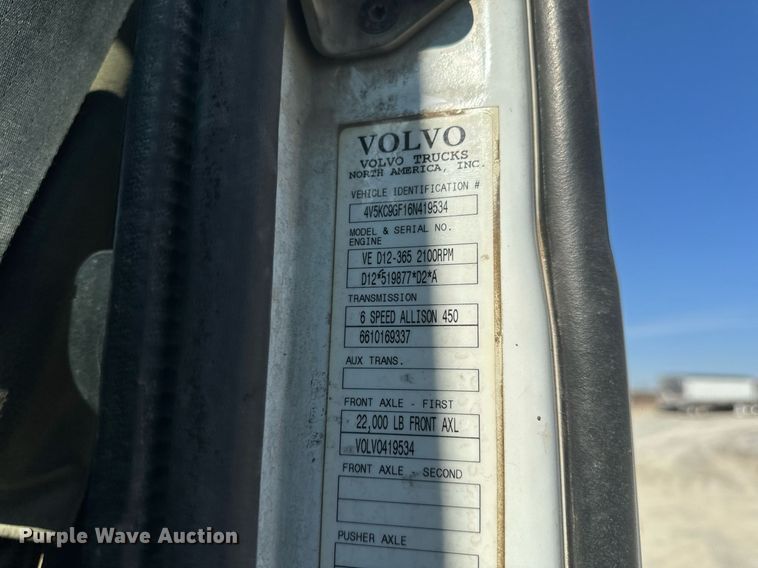 VOLVO
VOLVO TRUCKS
NORTH AMERICA, INC.
VEHICLE IDENTIFICATION #
4V5KC9GF16N419534
MODEL & SERIAL NO.
ENGINE
VE D12-365 2100RPM
D12*519877*D2*A
TRANSMISSION
6 SPEED ALLISON 450
6610169337
AUX TRANS.
FRONT AXLE - FIRST
22,000 LB FRONT AXL
VOLVO419534
FRONT AXLE - SECOND
PUSHER AXLE
Purple Wave Auction